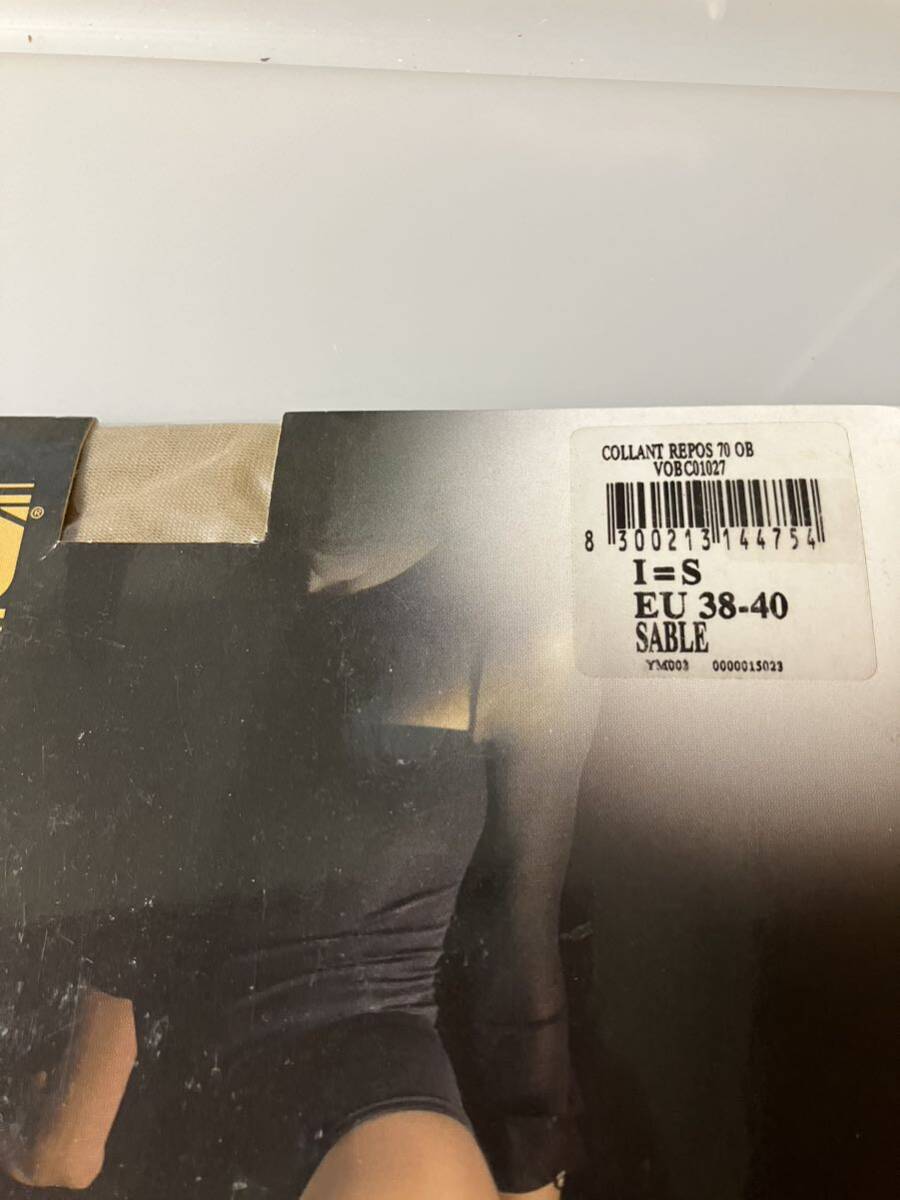 COLLANT REPOS 70 OB
VOBC01027
8 300213 144754
I=S
EU 38-40
SABLE
YM003 0000015023
®